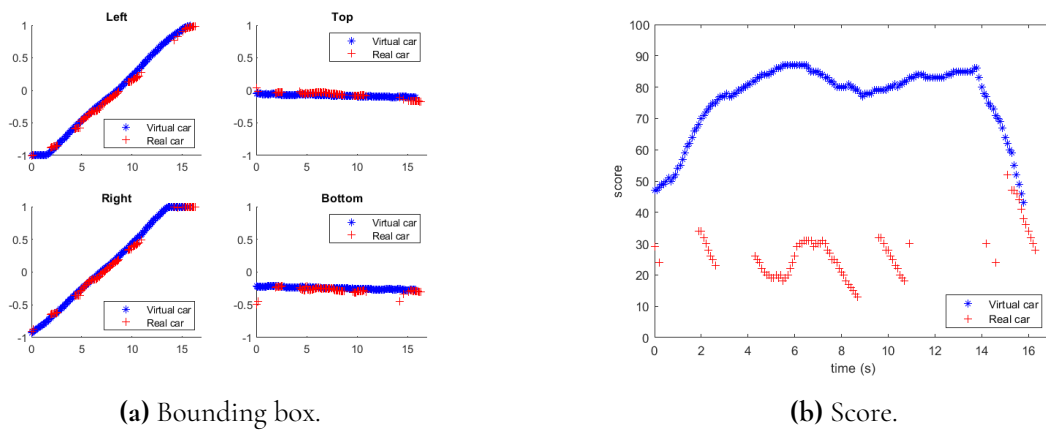 Left
1
0.5
0
-0.5
-1
0 5 10 15
Virtual car
Real car
Top
1
0.5
0
-0.5
-1
0 5 10 15
Virtual car
Real car
Right
1
0.5
0
-0.5
-1
0 5 10 15
Virtual car
Real car
Bottom
1
0.5
0
-0.5
-1
0 5 10 15
Virtual car
Real car
(a) Bounding box.
100
90
80
70
60
50
40
30
20
10
0
score
0 2 4 6 8 10 12 14 16
time (s)
Virtual car
Real car
(b) Score.